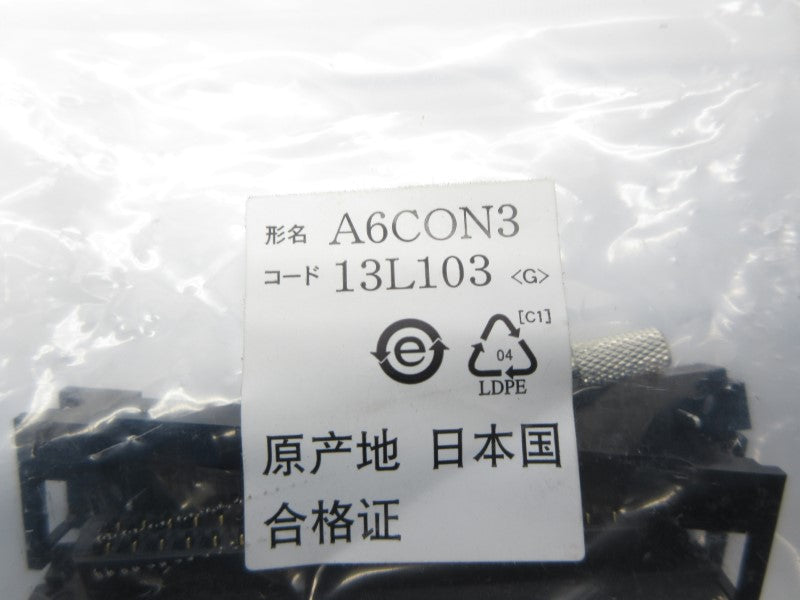 形名 A6CON3
コード 13L103 <G>
e
[C1]
04
LDPE
原产地 日本国
合格证